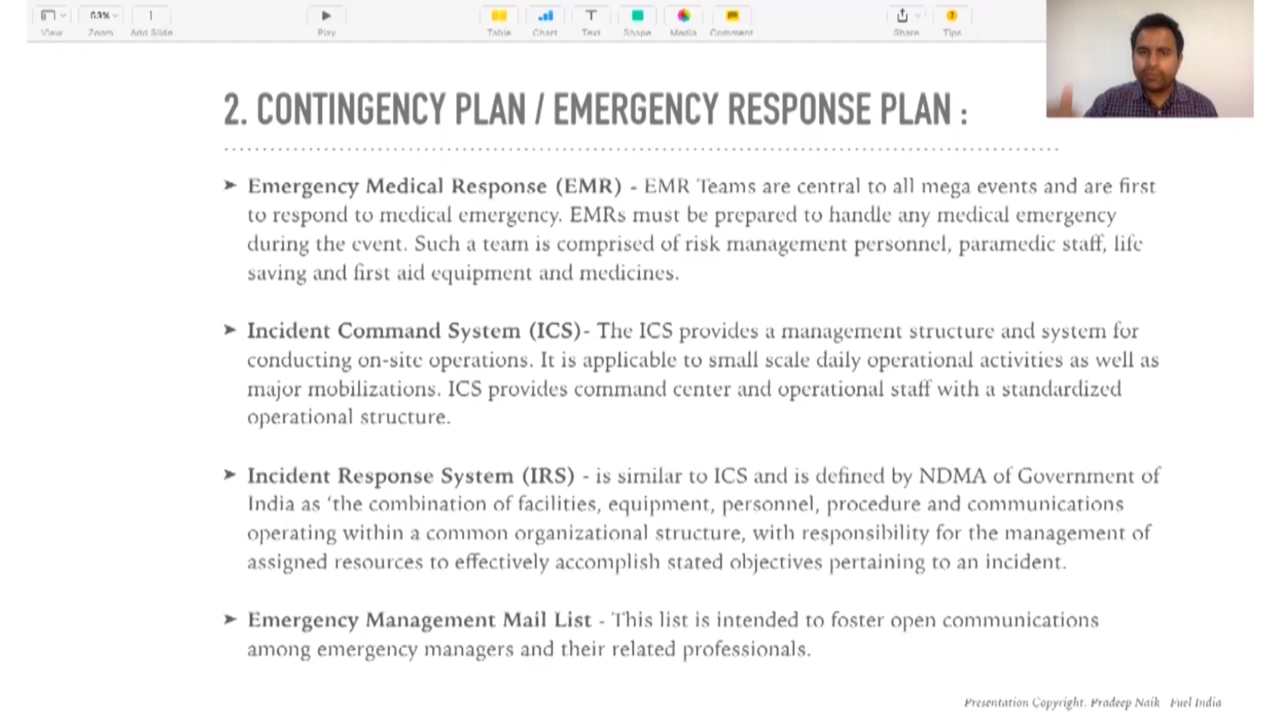 View
Zoom
Add Slide
Play
Table
Chart
Text
Shape
Media
Comment
Share
Tips
2. CONTINGENCY PLAN / EMERGENCY RESPONSE PLAN :
➤ Emergency Medical Response (EMR) - EMR Teams are central to all mega events and are first
to respond to medical emergency. EMRs must be prepared to handle any medical emergency
during the event. Such a team is comprised of risk management personnel, paramedic staff, life
saving and first aid equipment and medicines.
➤ Incident Command System (ICS)- The ICS provides a management structure and system for
conducting on-site operations. It is applicable to small scale daily operational activities as well as
major mobilizations. ICS provides command center and operational staff with a standardized
operational structure.
➤ Incident Response System (IRS) - is similar to ICS and is defined by NDMA of Government of
India as ‘the combination of facilities, equipment, personnel, procedure and communications
operating within a common organizational structure, with responsibility for the management of
assigned resources to effectively accomplish stated objectives pertaining to an incident.
➤ Emergency Management Mail List - This list is intended to foster open communications
among emergency managers and their related professionals.
Presentation Copyright. Pradeep Naik Fuel India